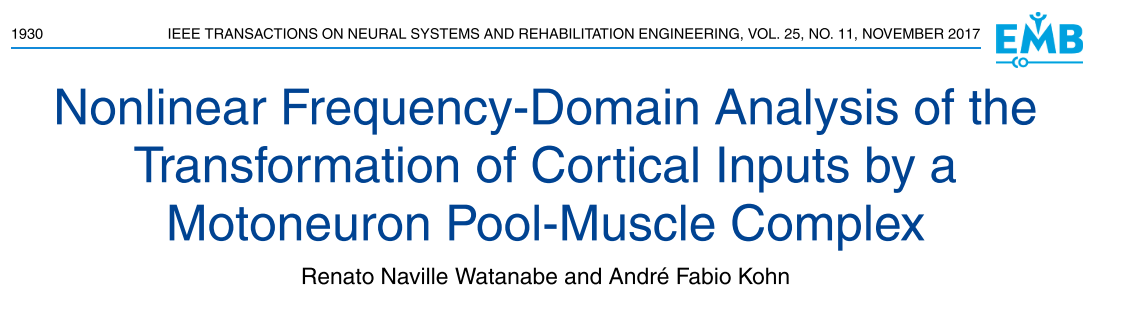 1930 IEEE TRANSACTIONS ON NEURAL SYSTEMS AND REHABILITATION ENGINEERING, VOL. 25, NO. 11, NOVEMBER 2017
EMB
Nonlinear Frequency-Domain Analysis of the
Transformation of Cortical Inputs by a
Motoneuron Pool-Muscle Complex
Renato Naville Watanabe and André Fabio Kohn